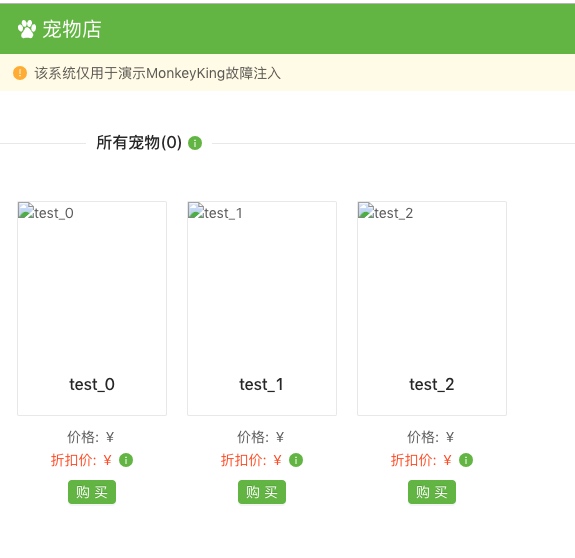 宠物店
该系统仅用于演示MonkeyKing故障注入
所有宠物(0)
test_0 test_1 test_2
test_0 test_1 test_2
价格: ¥ 价格: ¥ 价格: ¥
折扣价: ¥ 折扣价: ¥ 折扣价: ¥
购 买 购 买 购 买